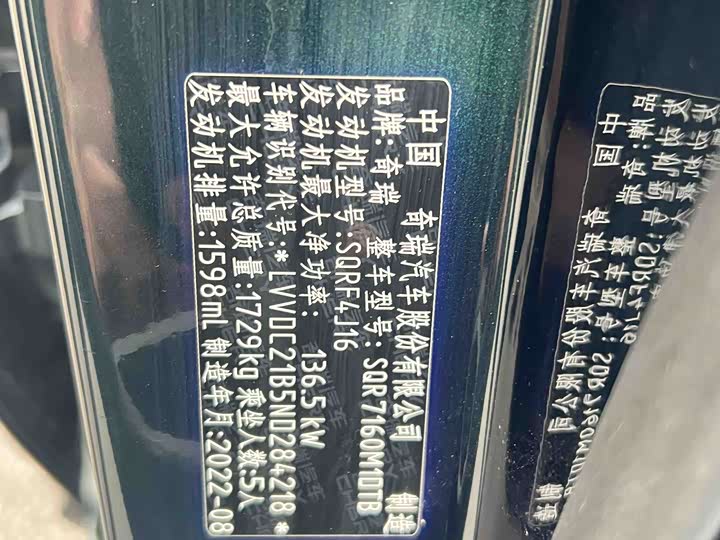 中国 奇瑞汽车股份有限公司 制造
品牌:奇瑞 整车型号:SQR7160M1DTB
发动机型号:SQRF4J16
发动机最大净功率: 136.5 kW
车辆识别代号:*LVVDC21B5ND284218*
最大允许总质量:1729kg 乘坐人数:5人
发动机排量:1598mL 制造年月:2022-08